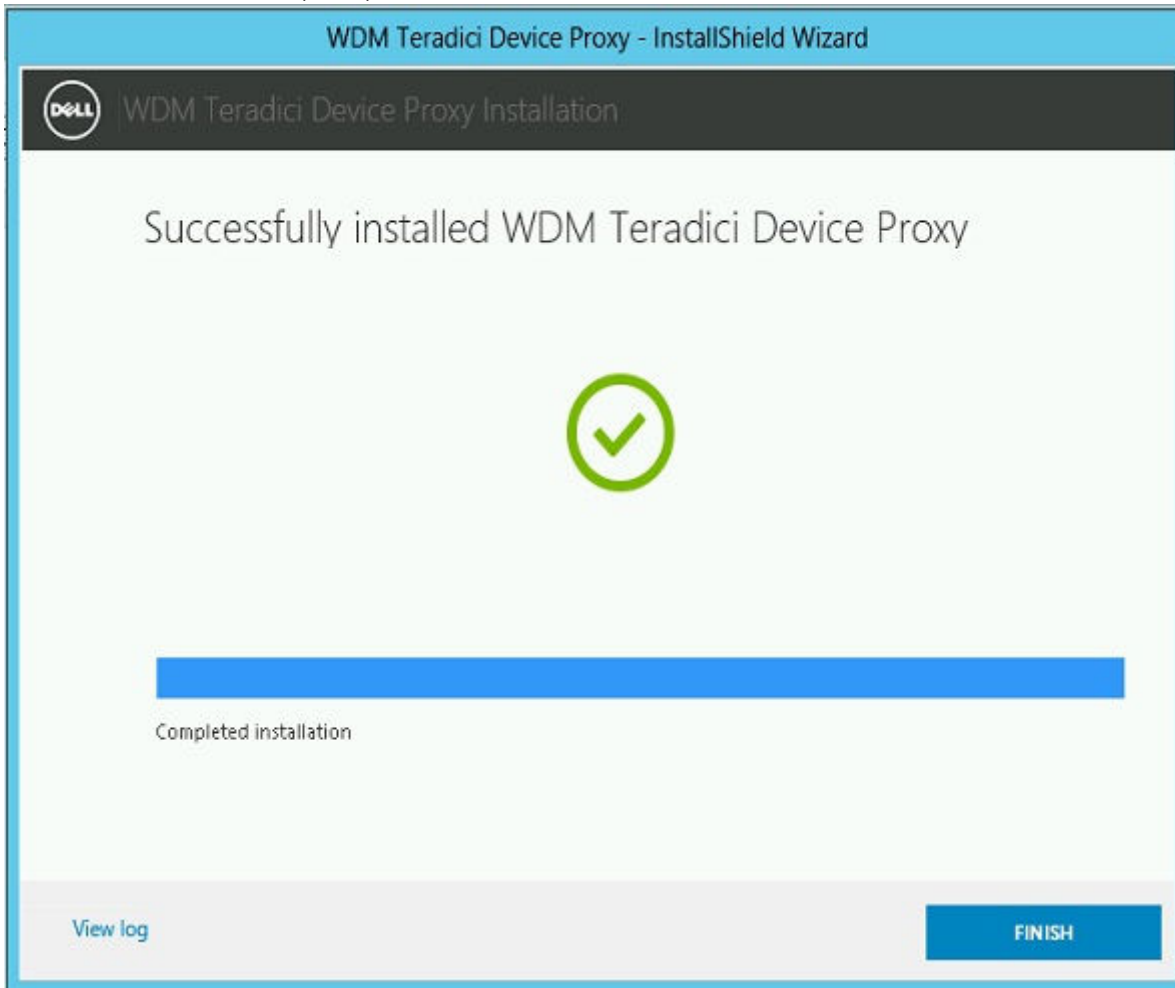 WDM Teradici Device Proxy - InstallShield Wizard
DELL
WDM Teradici Device Proxy Installation
Successfully installed WDM Teradici Device Proxy
Completed installation
View log
FINISH